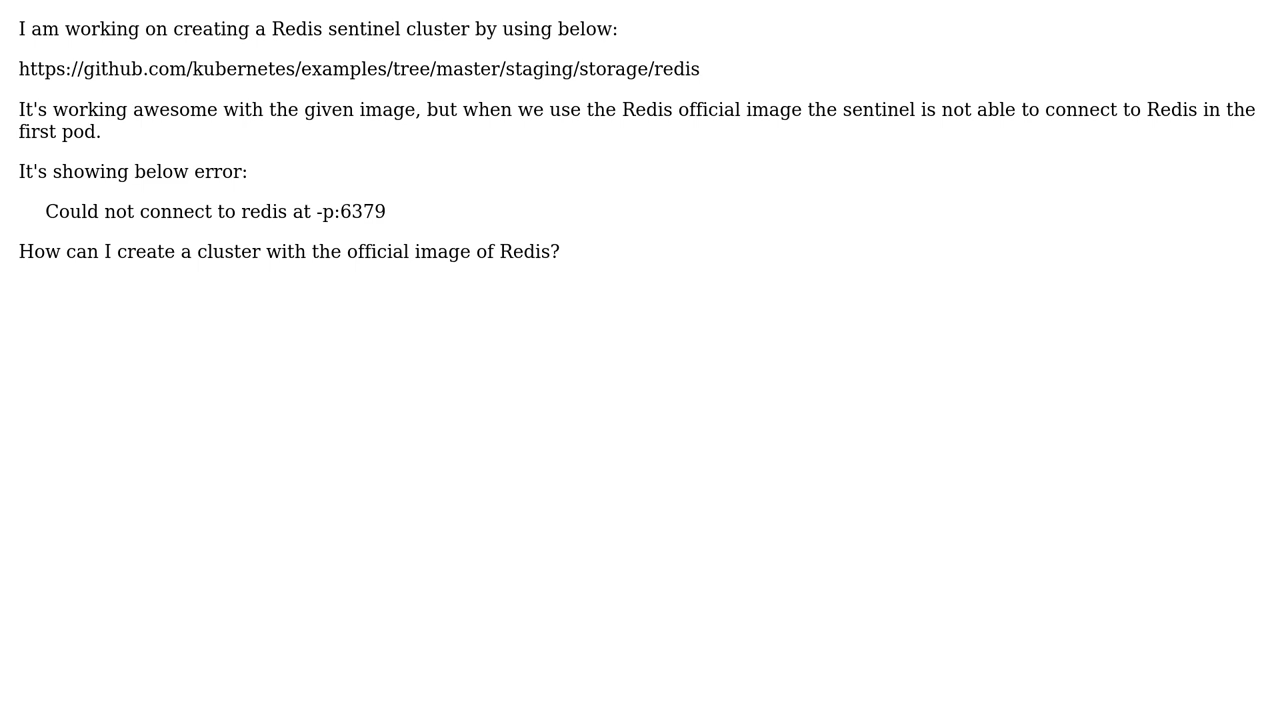 I am working on creating a Redis sentinel cluster by using below:
https://github.com/kubernetes/examples/tree/master/staging/storage/redis
It's working awesome with the given image, but when we use the Redis official image the sentinel is not able to connect to Redis in the
first pod.
It's showing below error:
Could not connect to redis at -p:6379
How can I create a cluster with the official image of Redis?